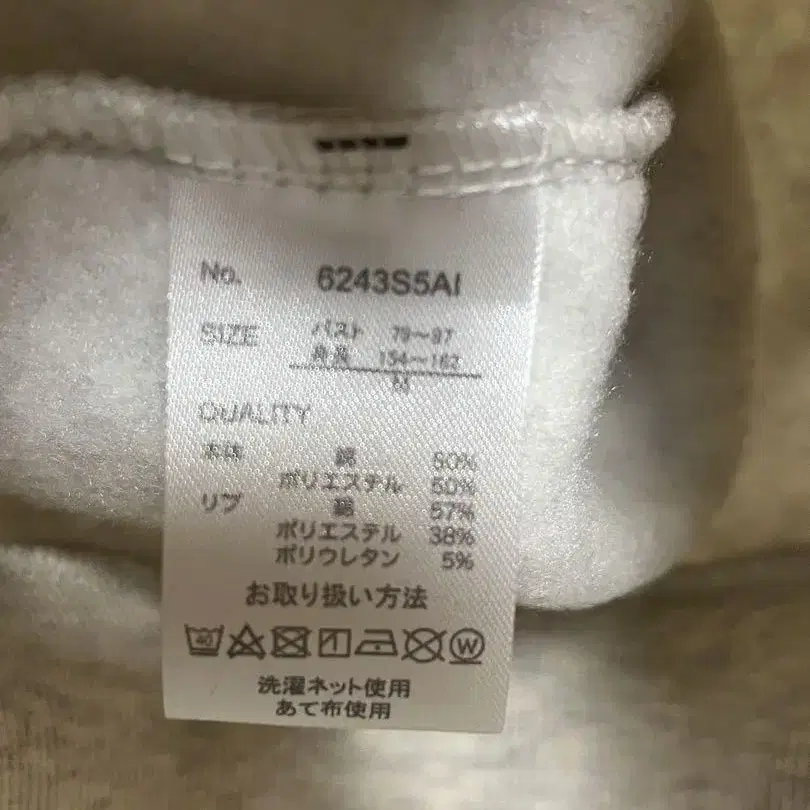 No. 6243S5AI
SIZE バスト 79～87
身長 154～162
M
QUALITY
本体 綿 50%
ポリエステル 50%
リブ 綿 57%
ポリエステル 38%
ポリウレタン 5%
お取り扱い方法
40 W
洗濯ネット使用
あて布使用